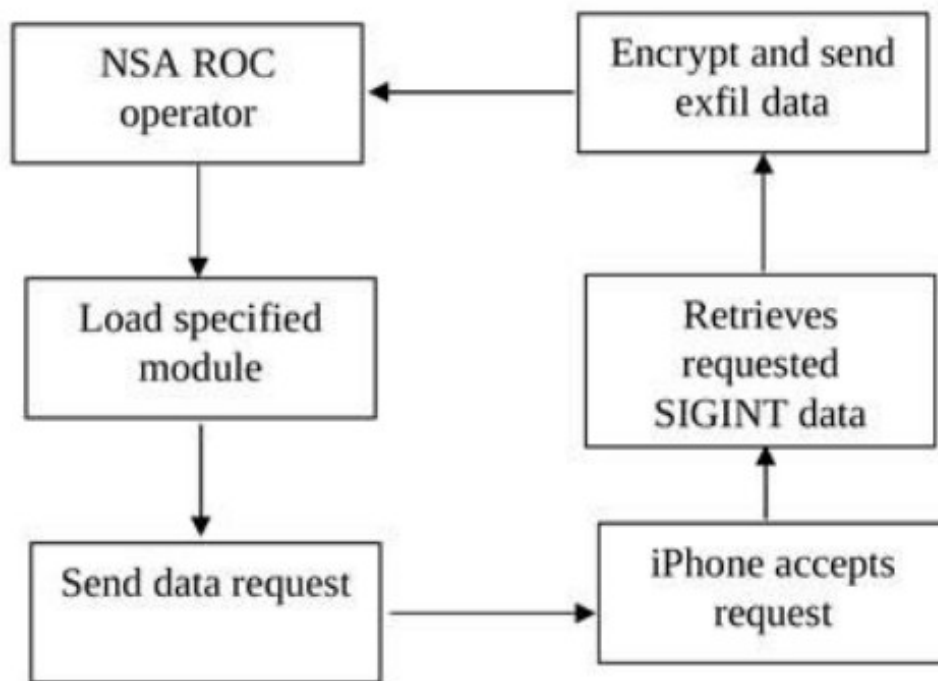 NSA ROC
operator
Load specified
module
Send data request
iPhone accepts
request
Retrieves
requested
SIGINT data
Encrypt and send
exfil data